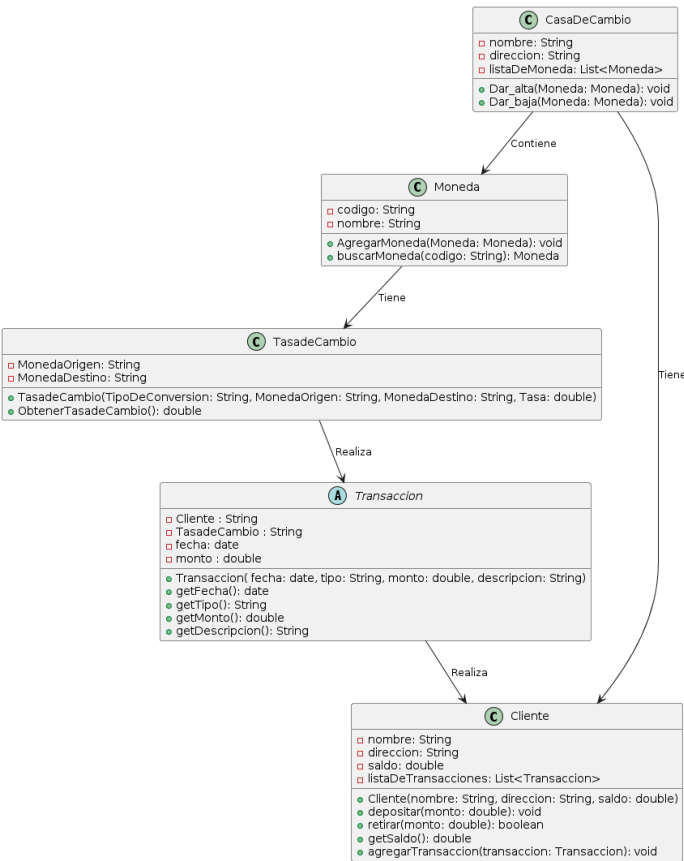 C CasaDeCambio
nombre: String
direccion: String
listaDeMoneda: List<Moneda>
Dar_alta(Moneda: Moneda): void
Dar_baja(Moneda: Moneda): void
Contiene
C Moneda
codigo: String
nombre: String
AgregarMoneda(Moneda: Moneda): void
buscarMoneda(codigo: String): Moneda
Tiene
C TasadeCambio
MonedaOrigen: String
MonedaDestino: String
TasadeCambio(TipoDeConversion: String, MonedaOrigen: String, MonedaDestino: String, Tasa: double)
ObtenerTasadeCambio(): double
Tiene
Realiza
A Transaccion
Cliente : String
TasadeCambio : String
fecha: date
monto : double
Transaccion( fecha: date, tipo: String, monto: double, descripcion: String)
getFecha(): date
getTipo(): String
getMonto(): double
getDescripcion(): String
Realiza
C Cliente
nombre: String
direccion: String
saldo: double
listaDeTransacciones: List<Transaccion>
Cliente(nombre: String, direccion: String, saldo: double)
depositar(monto: double): void
retirar(monto: double): boolean
getSaldo(): double
agregarTransaccion(transaccion: Transaccion): void